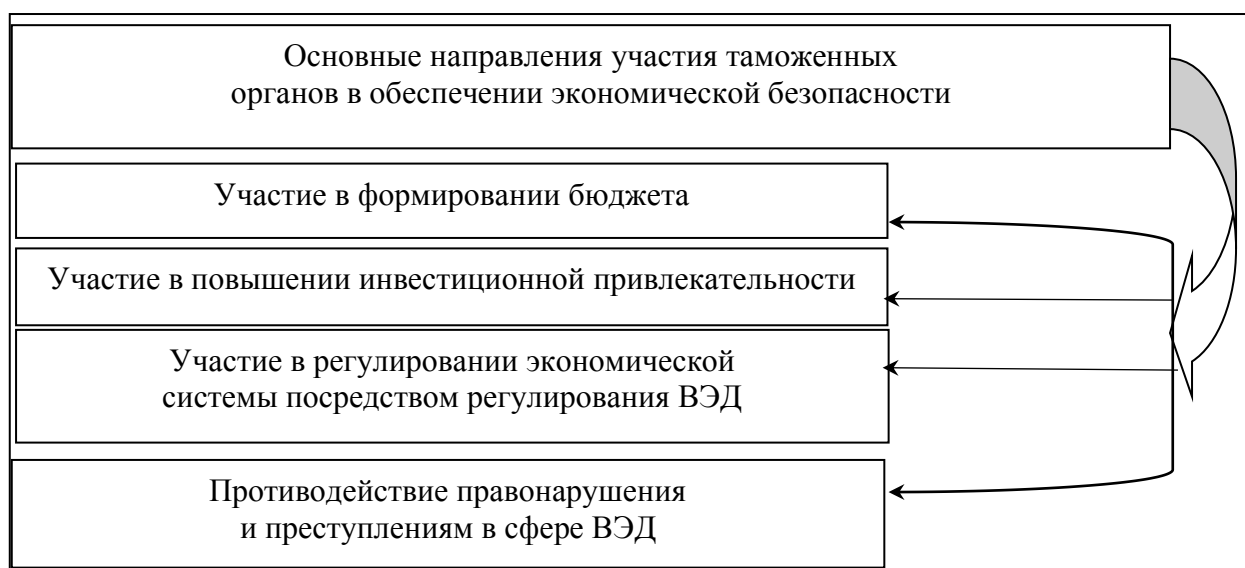 Основные направления участия таможенных
органов в обеспечении экономической безопасности
Участие в формировании бюджета
Участие в повышении инвестиционной привлекательности
Участие в регулировании экономической
системы посредством регулирования ВЭД
Противодействие правонарушения
и преступлениям в сфере ВЭД